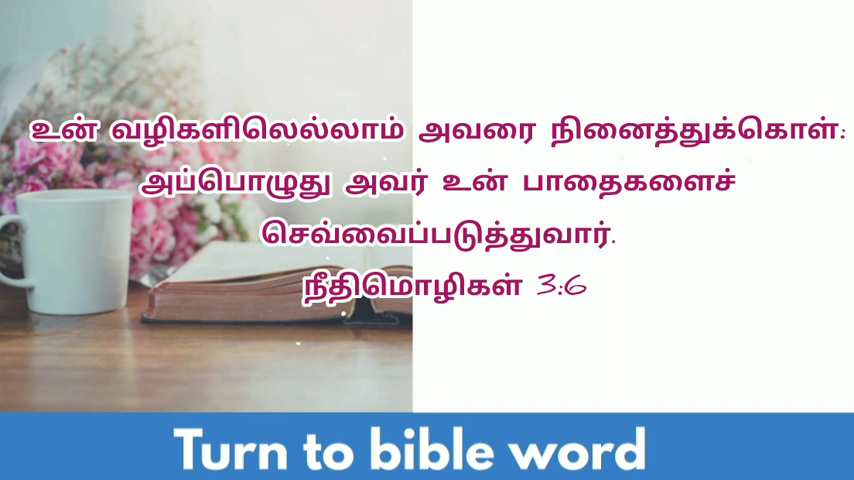 உன் வழிகளிலெல்லாம் அவரை நினைத்துக்கொள்:
அப்பொழுது அவர் உன் பாதைகளைச்
செவ்வைப்படுத்துவார்.
நீதிமொழிகள் 3:6
Turn to bible word